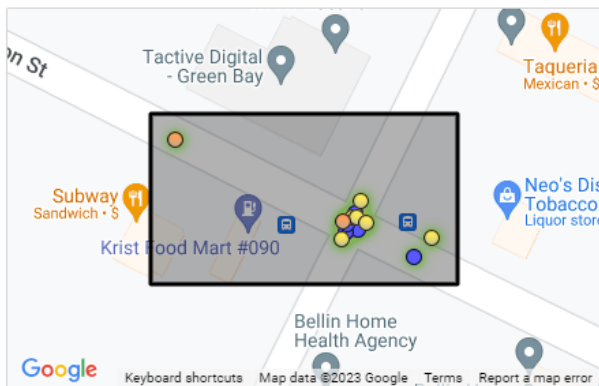 on St
Tactive Digital
- Green Bay
Taqueria
Mexican • $
Subway
Sandwich • $
Krist Food Mart #090
Neo's Dis
Tobacco
Liquor store
Bellin Home
Health Agency
Google
Keyboard shortcuts
Map data ©2023 Google
Terms
Report a map error